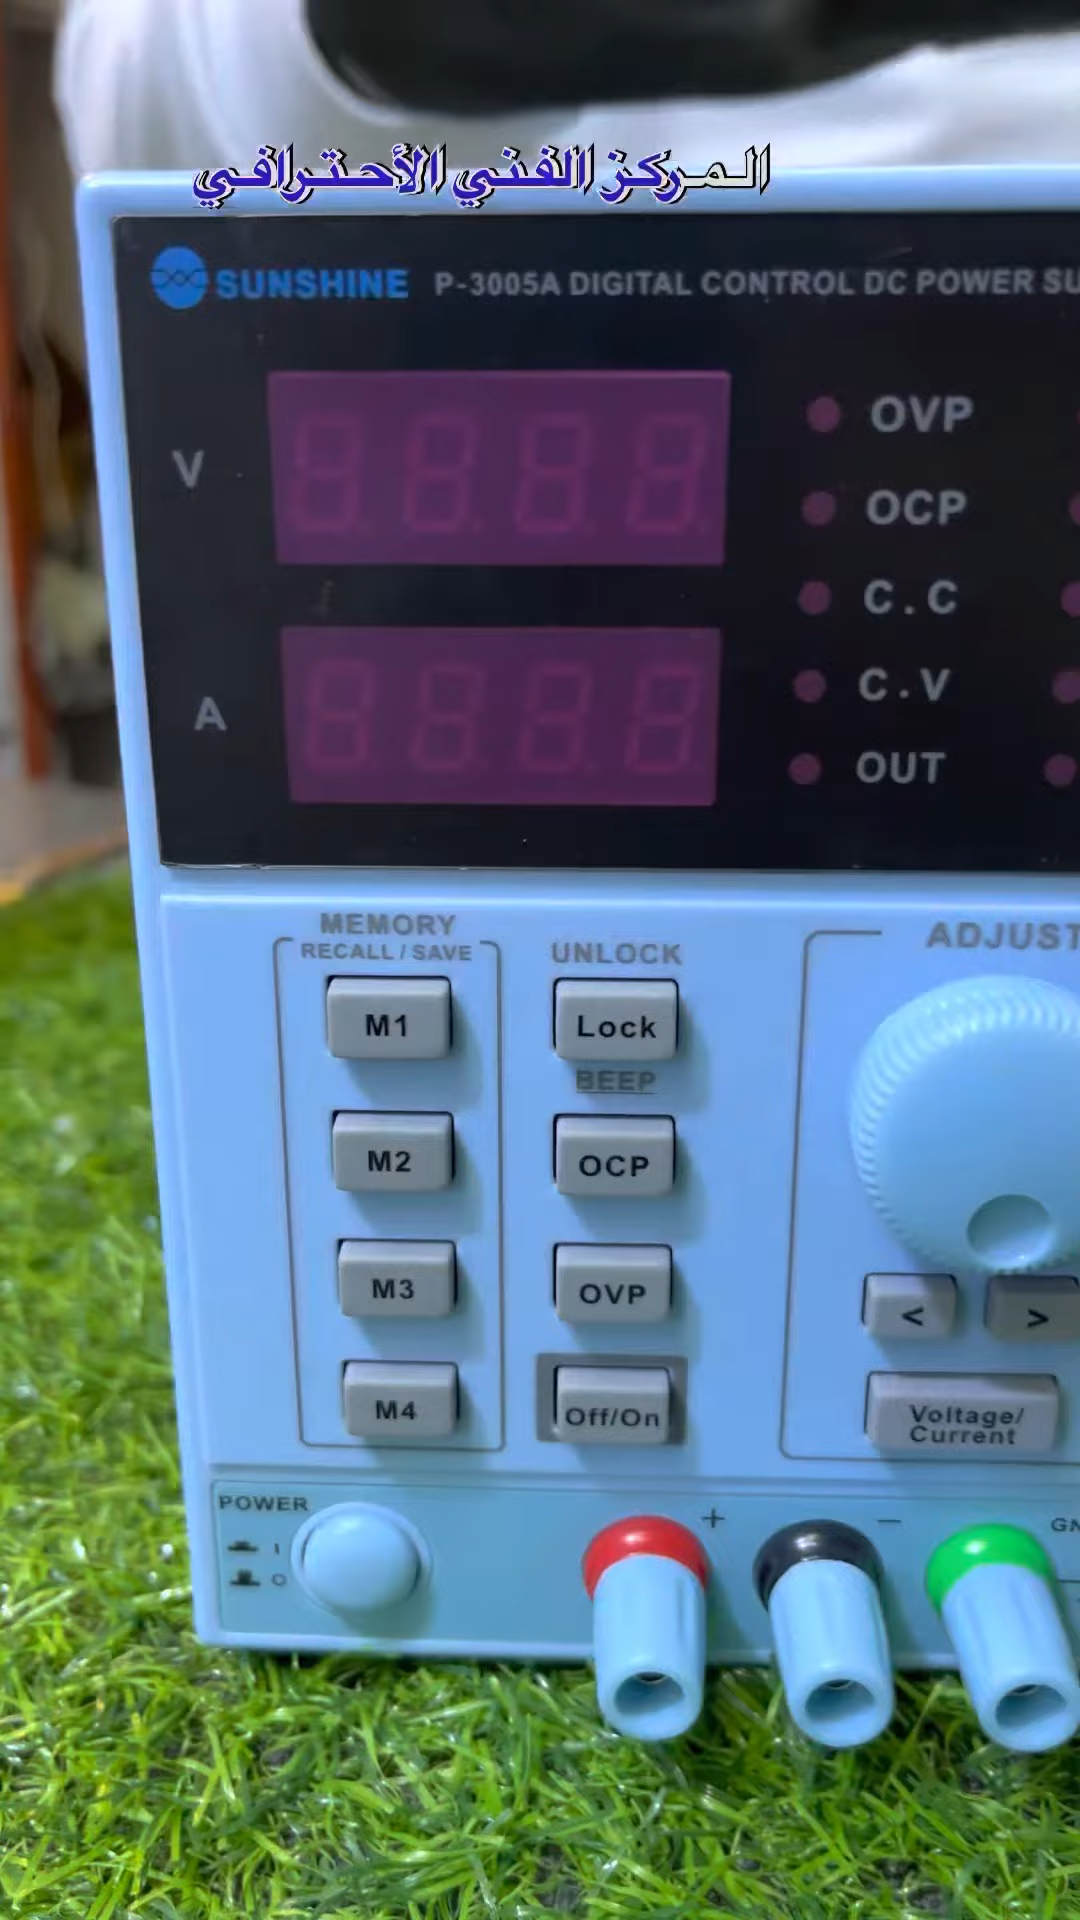 المركز الفني الأحترافي
SUNSHINE P-3005A DIGITAL CONTROL DC POWER SU
V
OVP
OCP
C.C
A
C.V
OUT
MEMORY
RECALL / SAVE
UNLOCK
ADJUST
M1
Lock
BEEP
M2
OCP
M3
OVP
< >
M4
Off/On
Voltage/
Current
POWER
I
O
+
−
GN